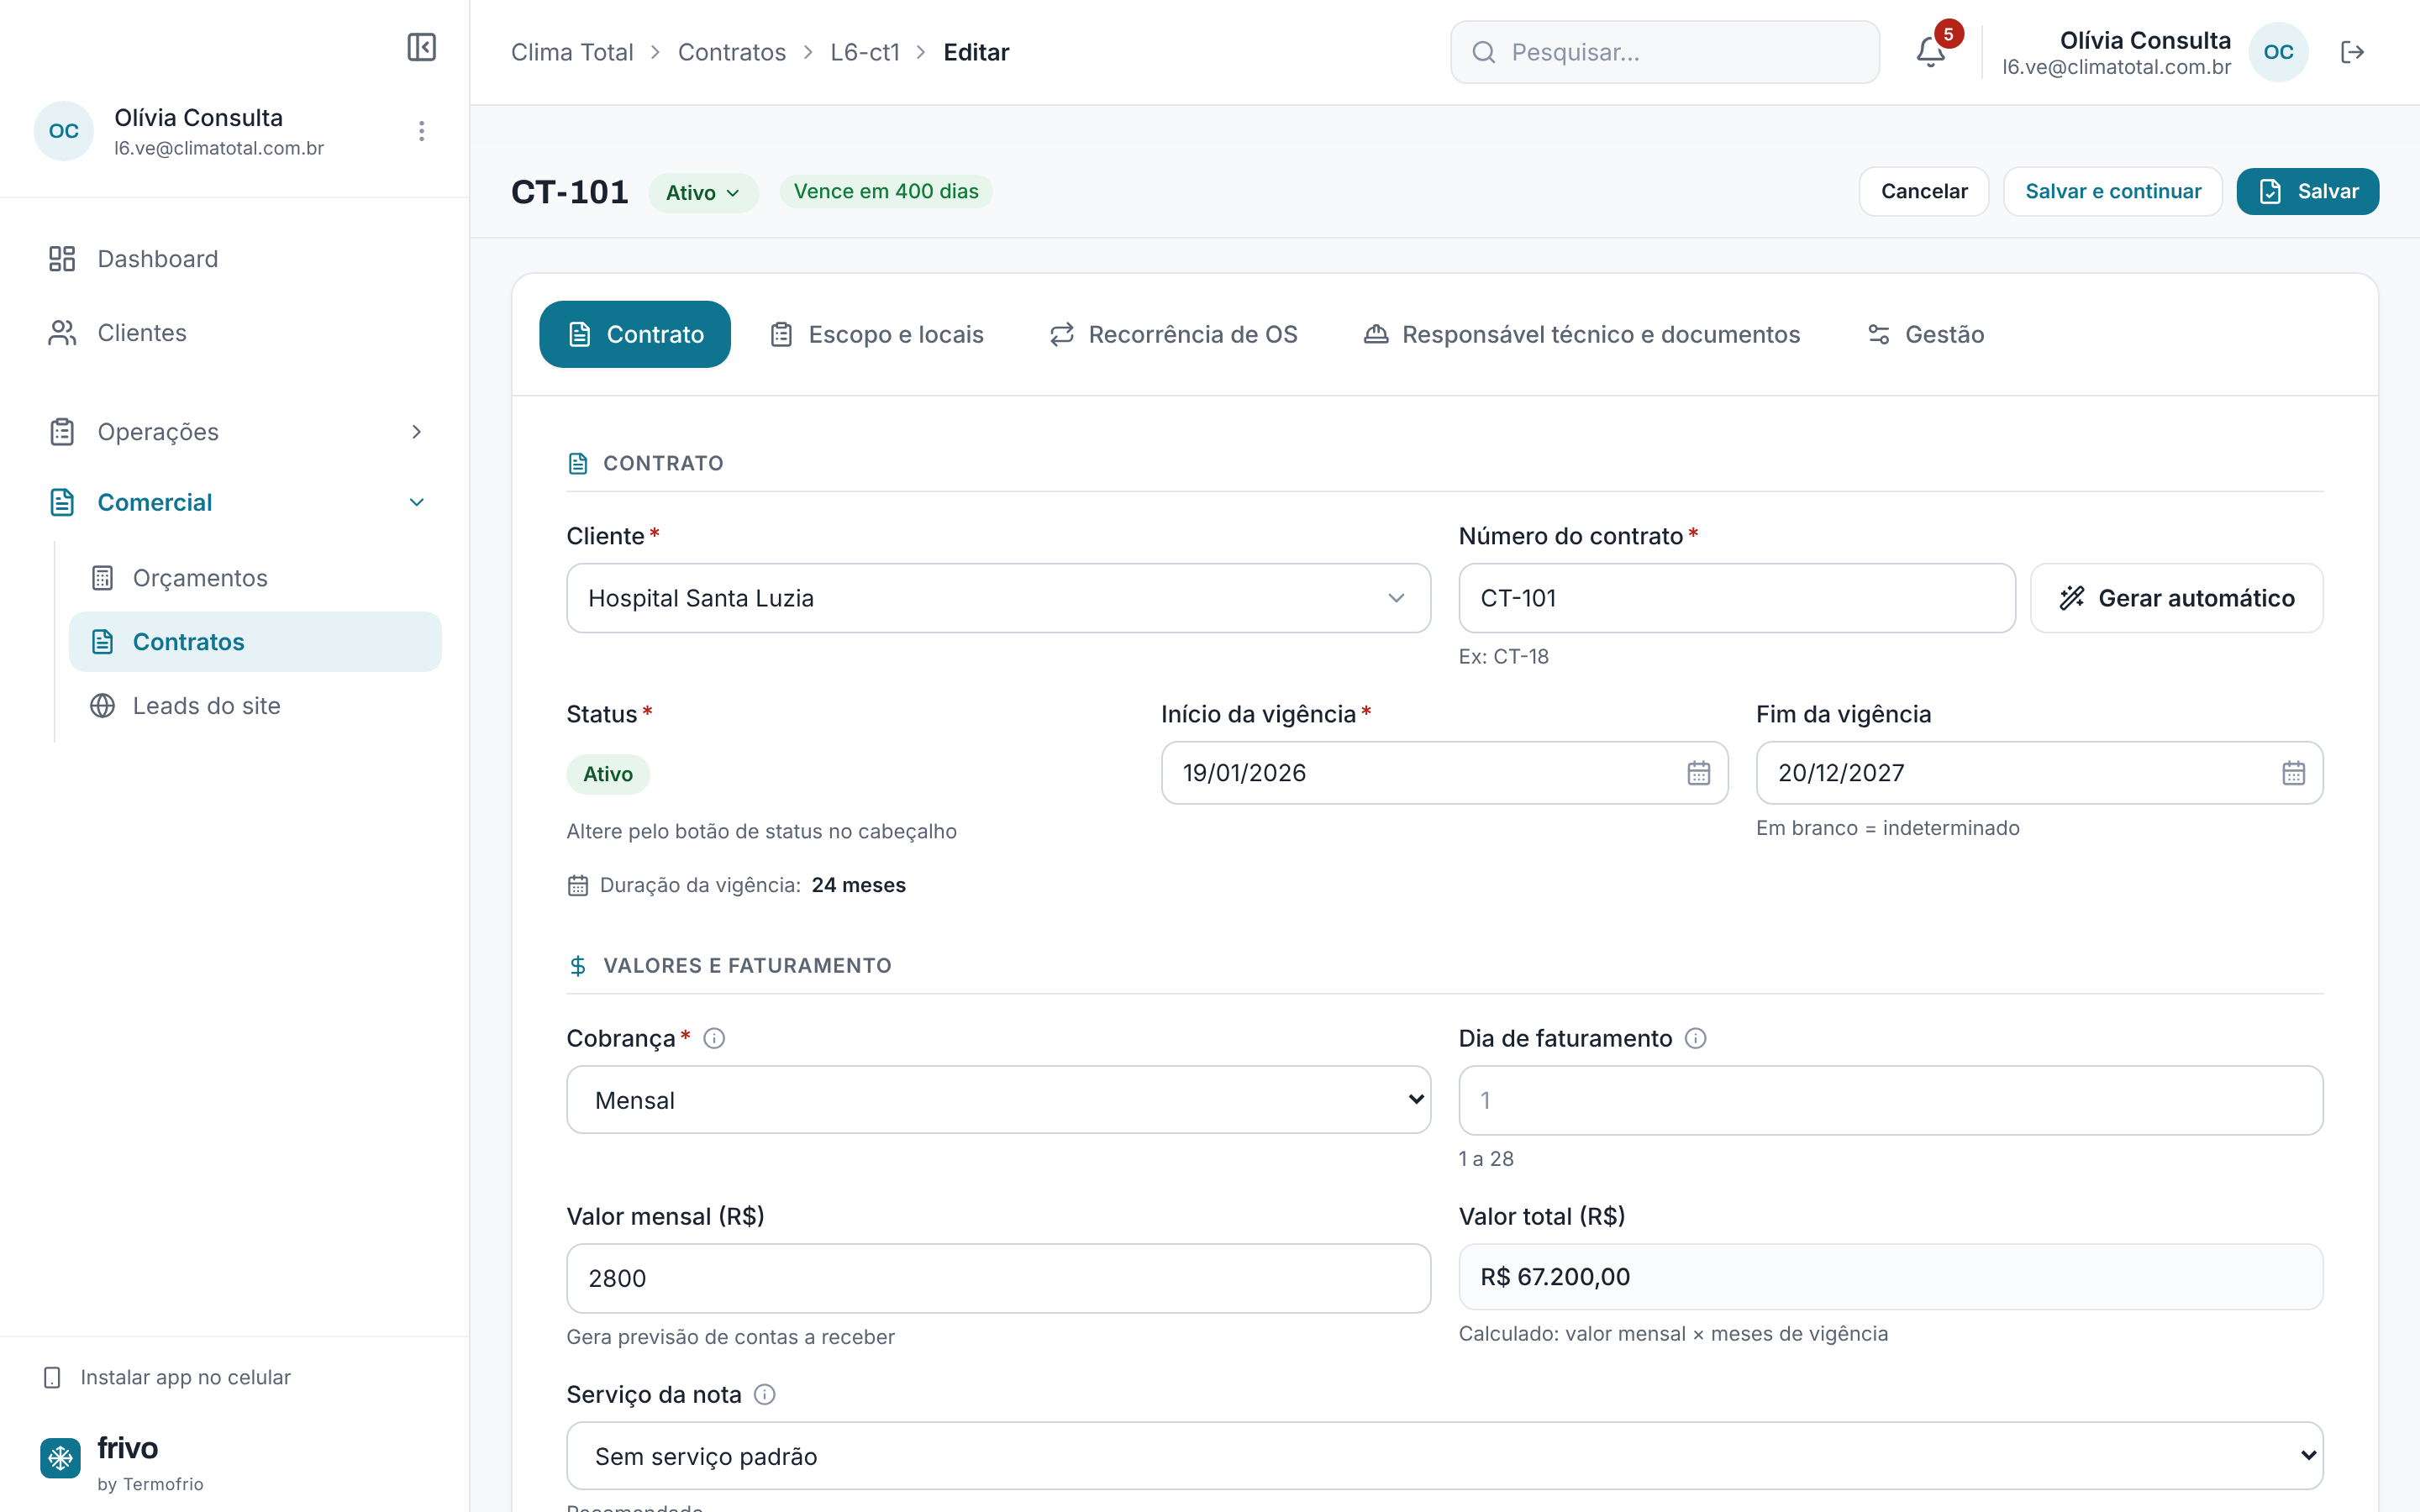 Clima Total > Contratos > L6-ct1 > Editar
Pesquisar...
5
Olívia Consulta
l6.ve@climatotal.com.br
OC
OC
Olívia Consulta
l6.ve@climatotal.com.br
Dashboard
Clientes
Operações
Comercial
Orçamentos
Contratos
Leads do site
Instalar app no celular
frivo
by Termofrio
CT-101
Ativo
Vence em 400 dias
Cancelar
Salvar e continuar
Salvar
Contrato
Escopo e locais
Recorrência de OS
Responsável técnico e documentos
Gestão
CONTRATO
Cliente*
Hospital Santa Luzia
Número do contrato*
CT-101
Gerar automático
Ex: CT-18
Status*
Ativo
Altere pelo botão de status no cabeçalho
Início da vigência*
19/01/2026
Fim da vigência
20/12/2027
Em branco = indeterminado
Duração da vigência: 24 meses
VALORES E FATURAMENTO
Cobrança*
Mensal
Dia de faturamento
1
1 a 28
Valor mensal (R$)
2800
Gera previsão de contas a receber
Valor total (R$)
R$ 67.200,00
Calculado: valor mensal × meses de vigência
Serviço da nota
Sem serviço padrão